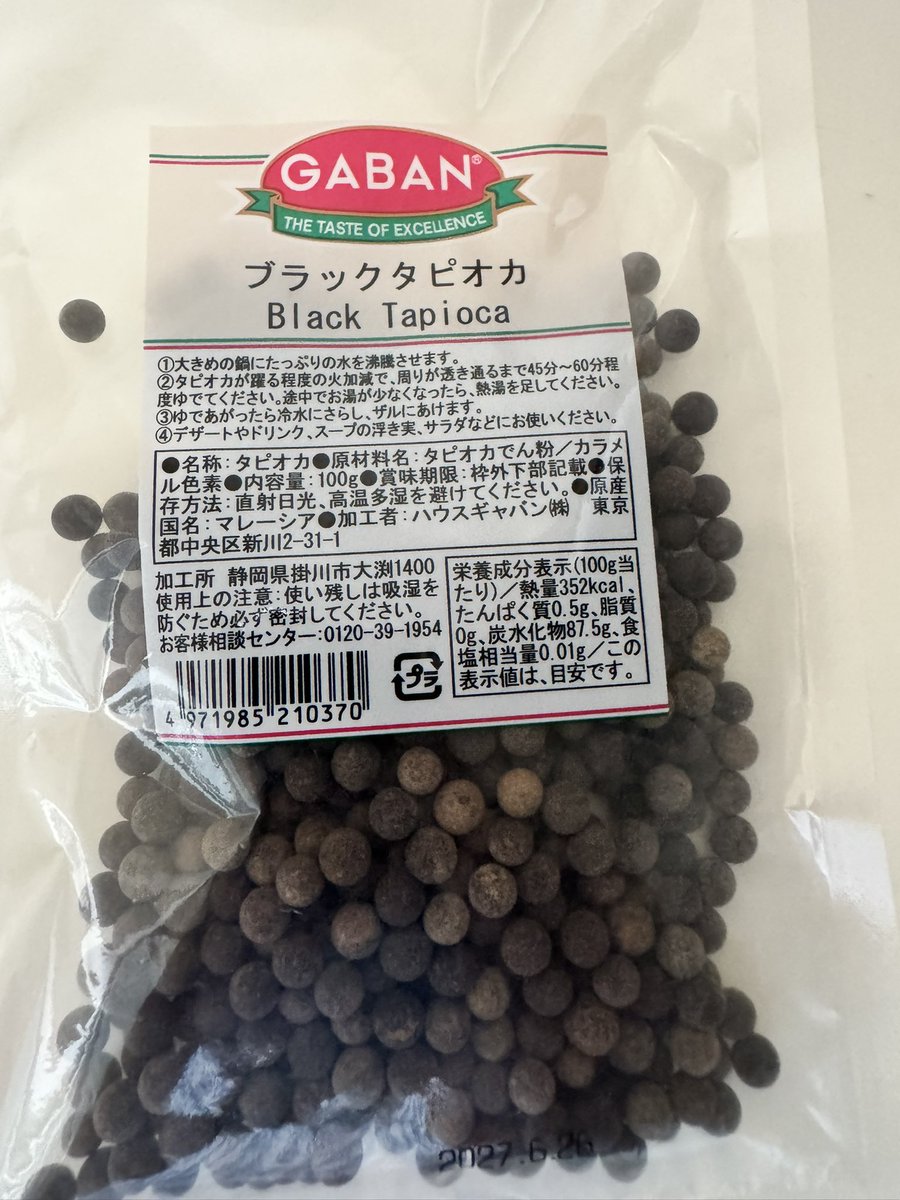 GABAN®
THE TASTE OF EXCELLENCE
ブラックタピオカ
Black Tapioca
①大きめの鍋にたっぷりの水を沸騰させます。
②タピオカが躍る程度の火加減で、周りが透き通るまで45分〜60分程
度ゆでてください。途中でお湯が少なくなったら、熱湯を足してください。
③ゆであがったら冷水にさらし、ザルにあけます。
④デザートやドリンク、スープの浮き実、サラダなどにお使いください。
●名称:タピオカ●原材料名:タピオカでん粉/カラメ
ル色素●内容量:100g●賞味期限:枠外下部記載●保
存方法:直射日光、高温多湿を避けてください。●原産
国名:マレーシア●加工者:ハウスギャバン㈱ 東京
都中央区新川2-31-1
加工所 静岡県掛川市大渕1400
使用上の注意:使い残しは吸湿を
防ぐため必ず密封してください。
お客様相談センター:0120-39-1954
栄養成分表示(100g当
たり)/熱量352kcal、
たんぱく質0.5g、脂質
0g、炭水化物87.5g、食
塩相当量0.01g/この
表示値は、目安です。
プラ
4 971985 210370
2027.6.26